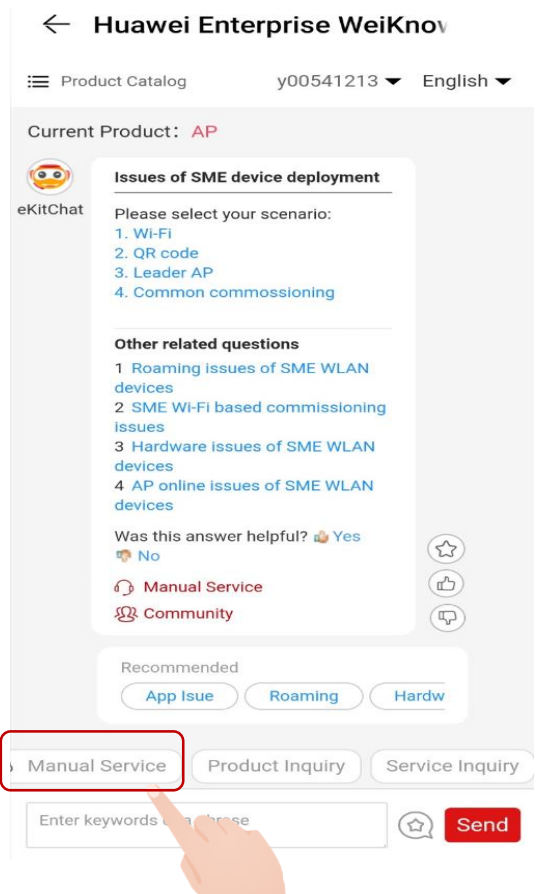 Huawei Enterprise WeiKnow
Product Catalog
y00541213
English
Current Product: AP
eKitChat
Issues of SME device deployment
Please select your scenario:
1. Wi-Fi
2. QR code
3. Leader AP
4. Common commossioning
Other related questions
1 Roaming issues of SME WLAN
devices
2 SME Wi-Fi based commissioning
issues
3 Hardware issues of SME WLAN
devices
4 AP online issues of SME WLAN
devices
Was this answer helpful? Yes
No
Manual Service
Community
Recommended
App Isue
Roaming
Hardw
Manual Service
Product Inquiry
Service Inquiry
Enter keywords or a phrase
Send